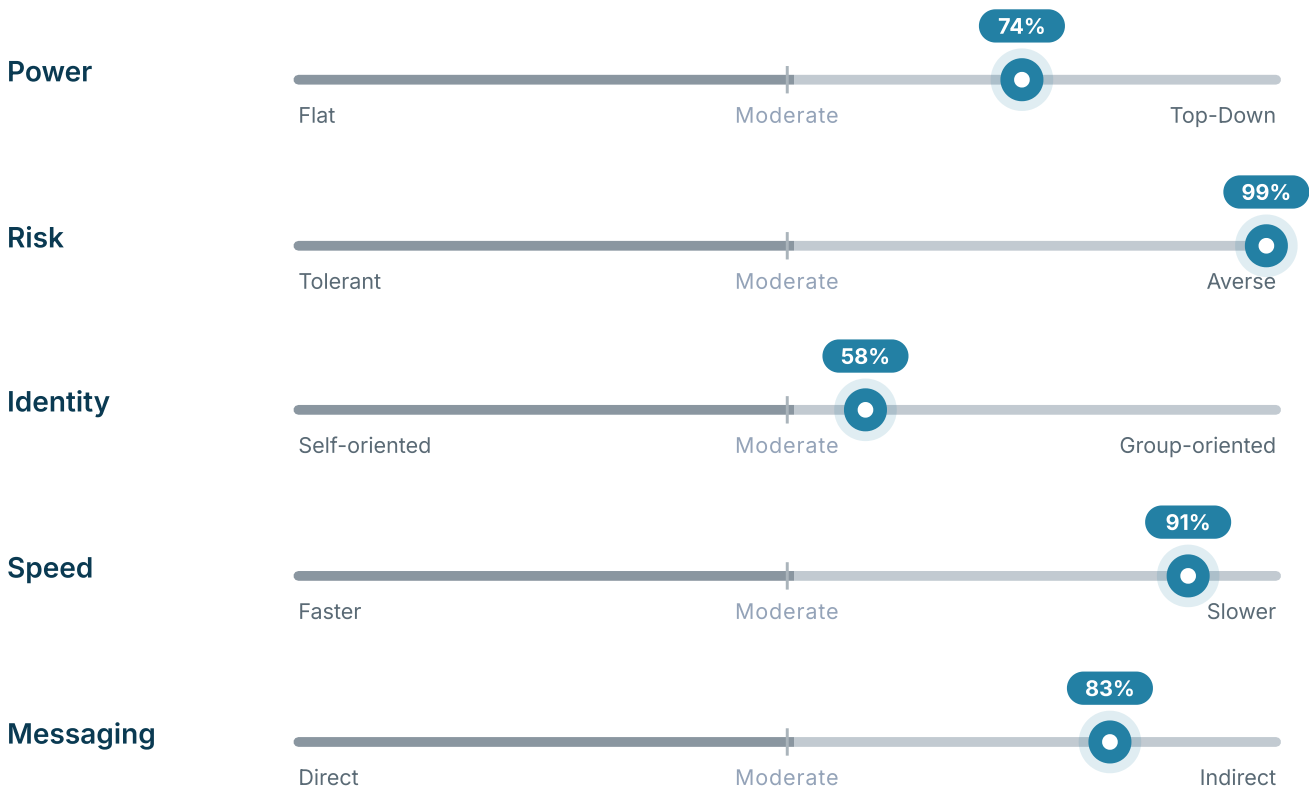 74%
Power
Flat Moderate Top-Down
99%
Risk
Tolerant Moderate Averse
58%
Identity
Self-oriented Moderate Group-oriented
91%
Speed
Faster Moderate Slower
83%
Messaging
Direct Moderate Indirect